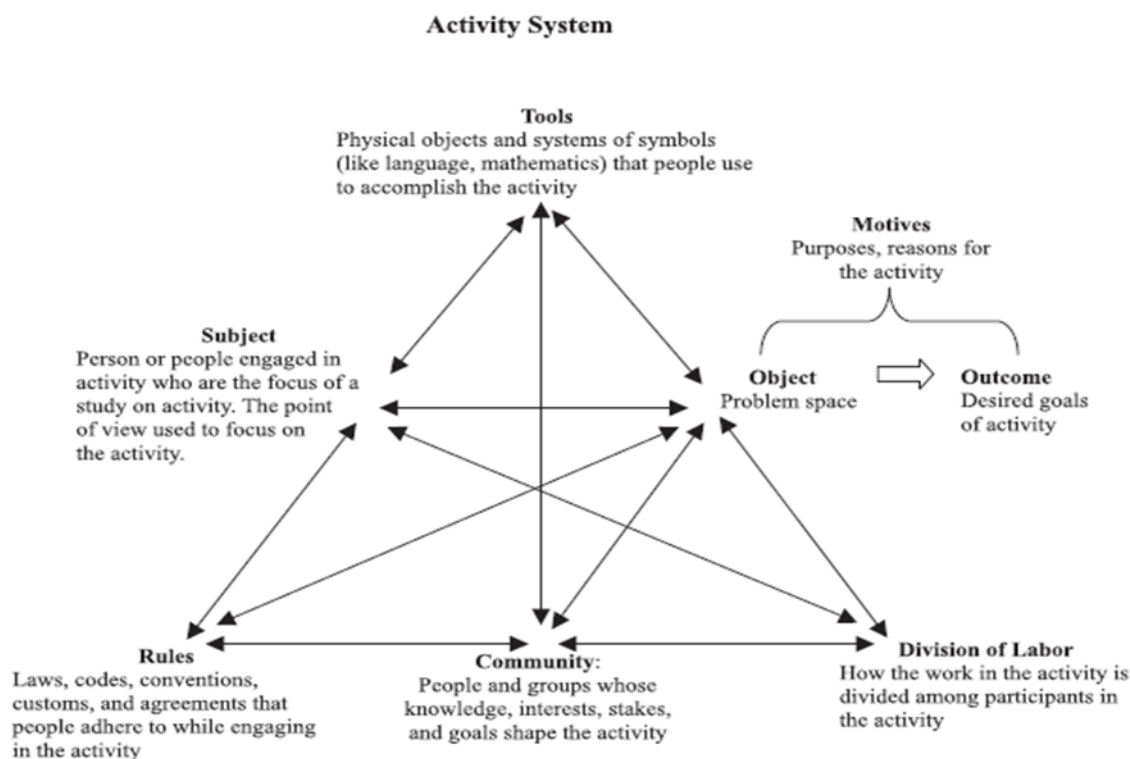 Activity System
Tools
Physical objects and systems of symbols
(like language, mathematics) that people use
to accomplish the activity
Motives
Purposes, reasons for
the activity
Subject
Person or people engaged in
activity who are the focus of a
study on activity. The point
of view used to focus on
the activity.
Object
Problem space
Outcome
Desired goals
of activity
Rules
Laws, codes, conventions,
customs, and agreements that
people adhere to while engaging
in the activity
Community:
People and groups whose
knowledge, interests, stakes,
and goals shape the activity
Division of Labor
How the work in the activity is
divided among participants in
the activity